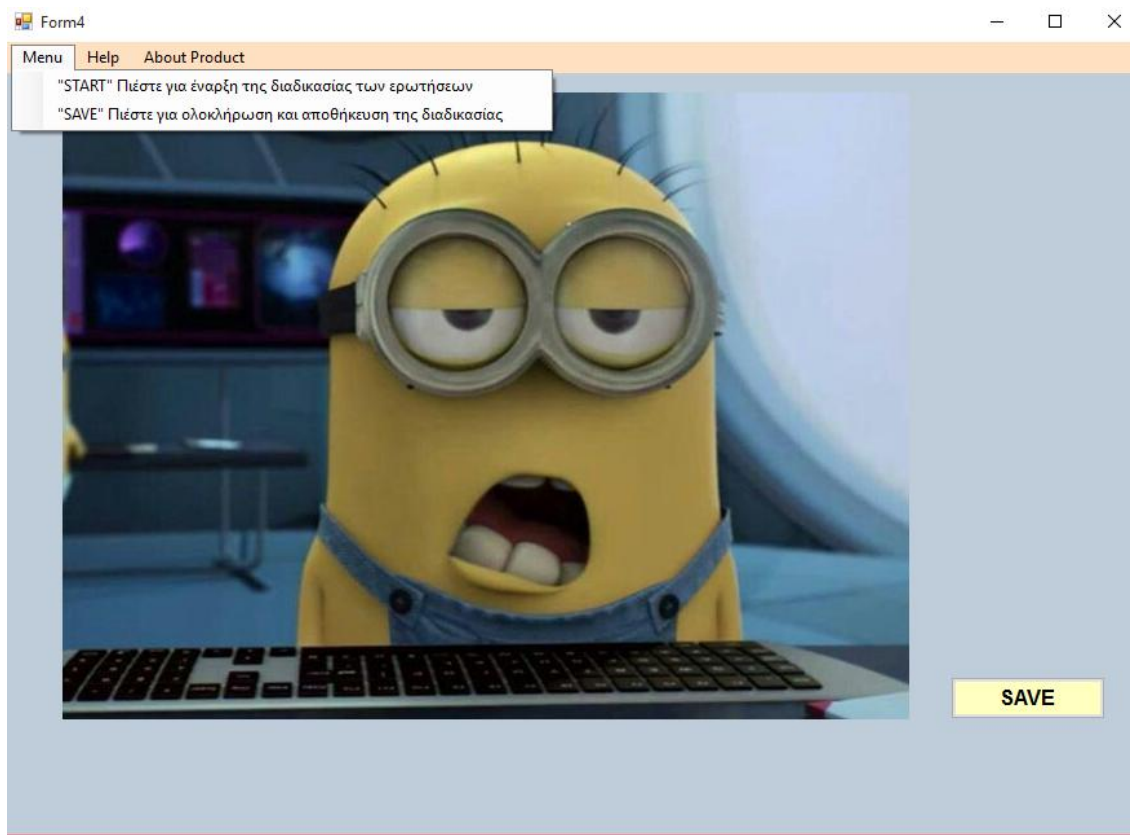 Form4
Menu Help About Product
"START" Πιέστε για έναρξη της διαδικασίας των ερωτήσεων
"SAVE" Πιέστε για ολοκλήρωση και αποθήκευση της διαδικασίας
SAVE